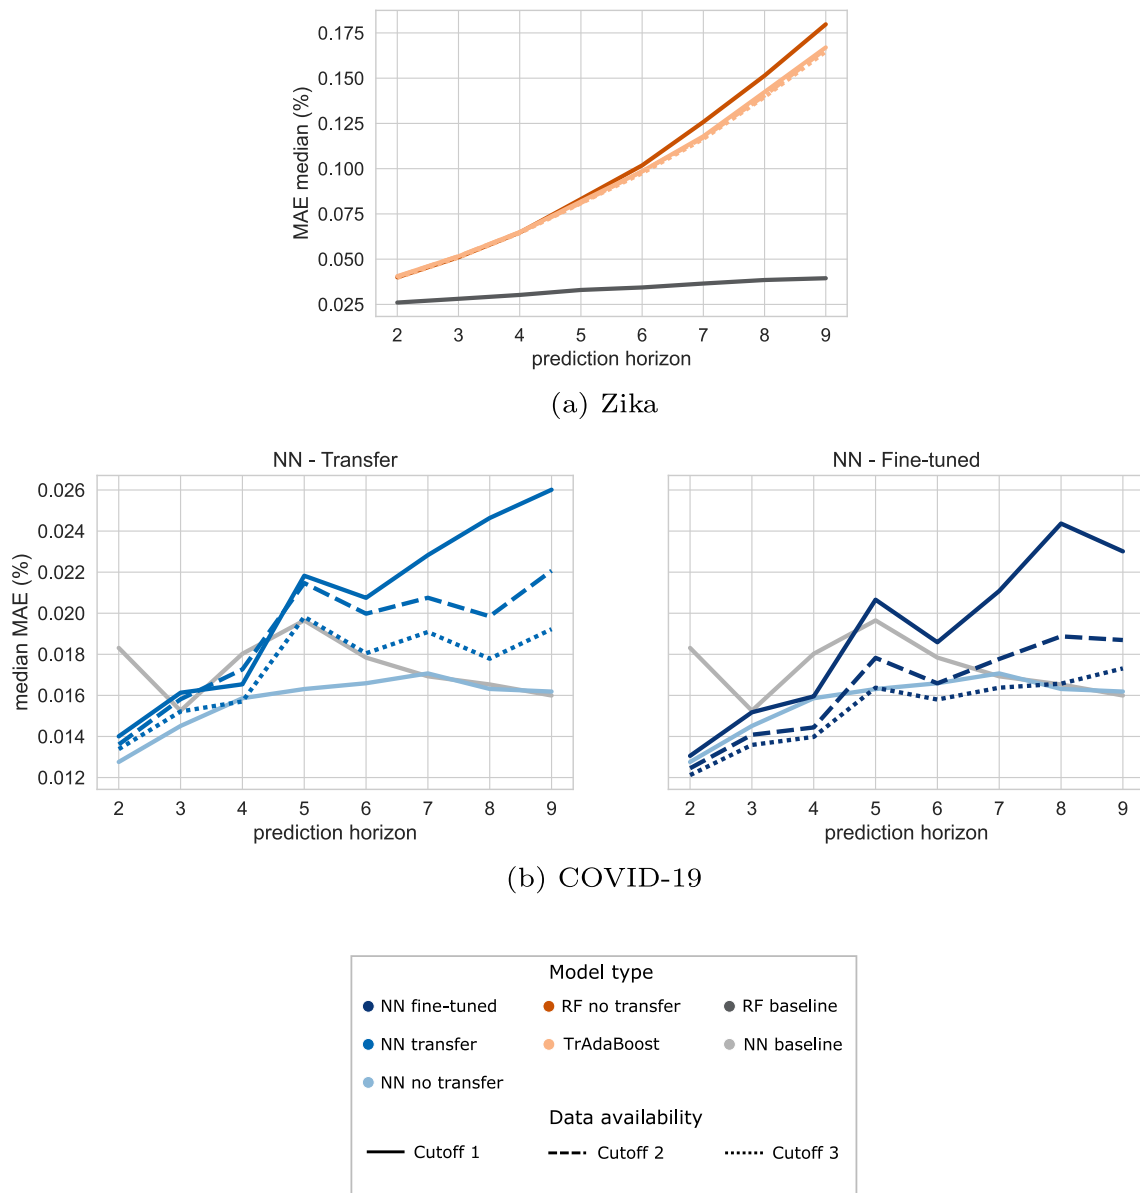 0.175
0.150
0.125
0.100
0.075
0.050
0.025
MAE median (%)
2 3 4 5 6 7 8 9
prediction horizon
(a) Zika
NN - Transfer
0.026
0.024
0.022
0.020
0.018
0.016
0.014
0.012
median MAE (%)
2 3 4 5 6 7 8 9
prediction horizon
NN - Fine-tuned
2 3 4 5 6 7 8 9
prediction horizon
(b) COVID-19
Model type
NN fine-tuned RF no transfer RF baseline
NN transfer TrAdaBoost NN baseline
NN no transfer
Data availability
Cutoff 1 Cutoff 2 Cutoff 3